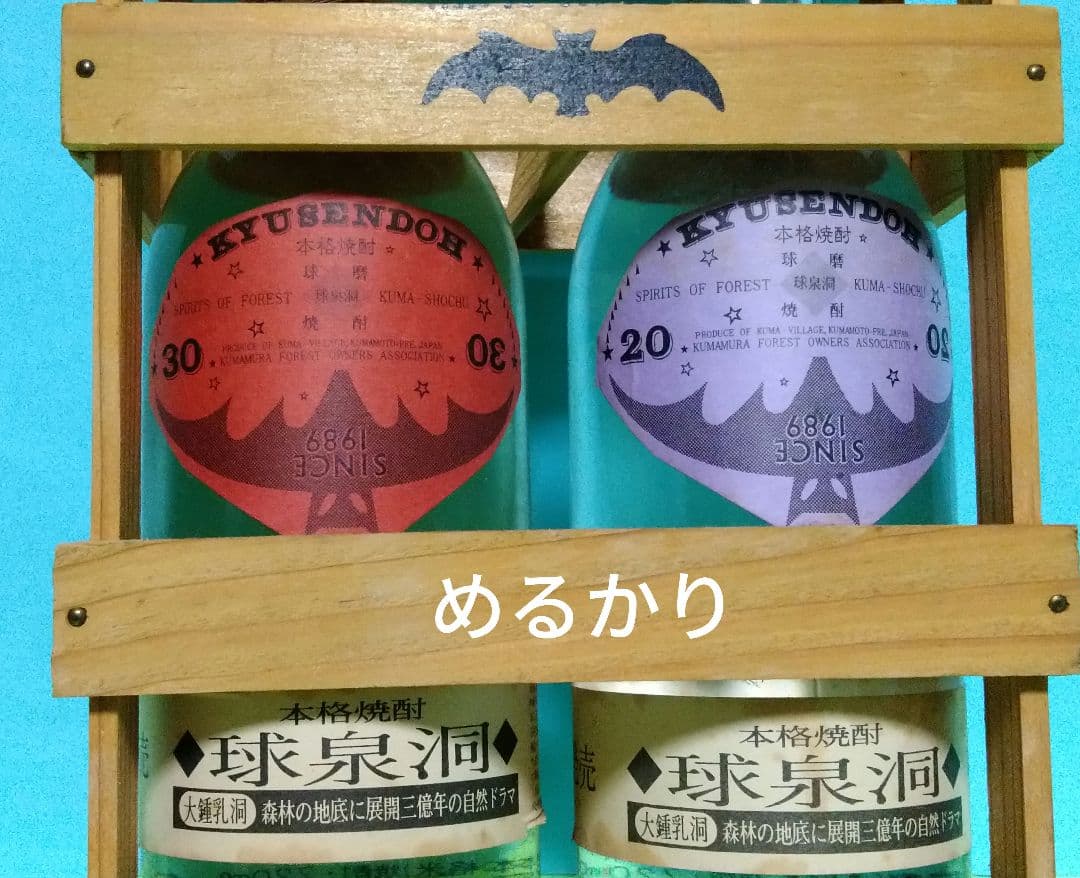 KYUSENDOH
本格焼酎
球磨
SPIRITS OF FOREST 球泉洞 KUMA-SHOCHU
焼酎
PRODUCE OF KUMA VILLAGE, KUMAMOTO-PRE, JAPAN
30 KUMAMURA FOREST OWNERS ASSOCIATION 30
SINCE
1989
KYUSENDOH
本格焼酎
球磨
SPIRITS OF FOREST 球泉洞 KUMA-SHOCHU
焼酎
PRODUCE OF KUMA VILLAGE, KUMAMOTO-PRE, JAPAN
20 KUMAMURA FOREST OWNERS ASSOCIATION 20
SINCE
1989
めるかり
本格焼酎
◆球泉洞◆
大鍾乳洞 森林の地底に展開三億年の自然ドラマ
本格焼酎
◆球泉洞◆
大鍾乳洞 森林の地底に展開三億年の自然ドラマ